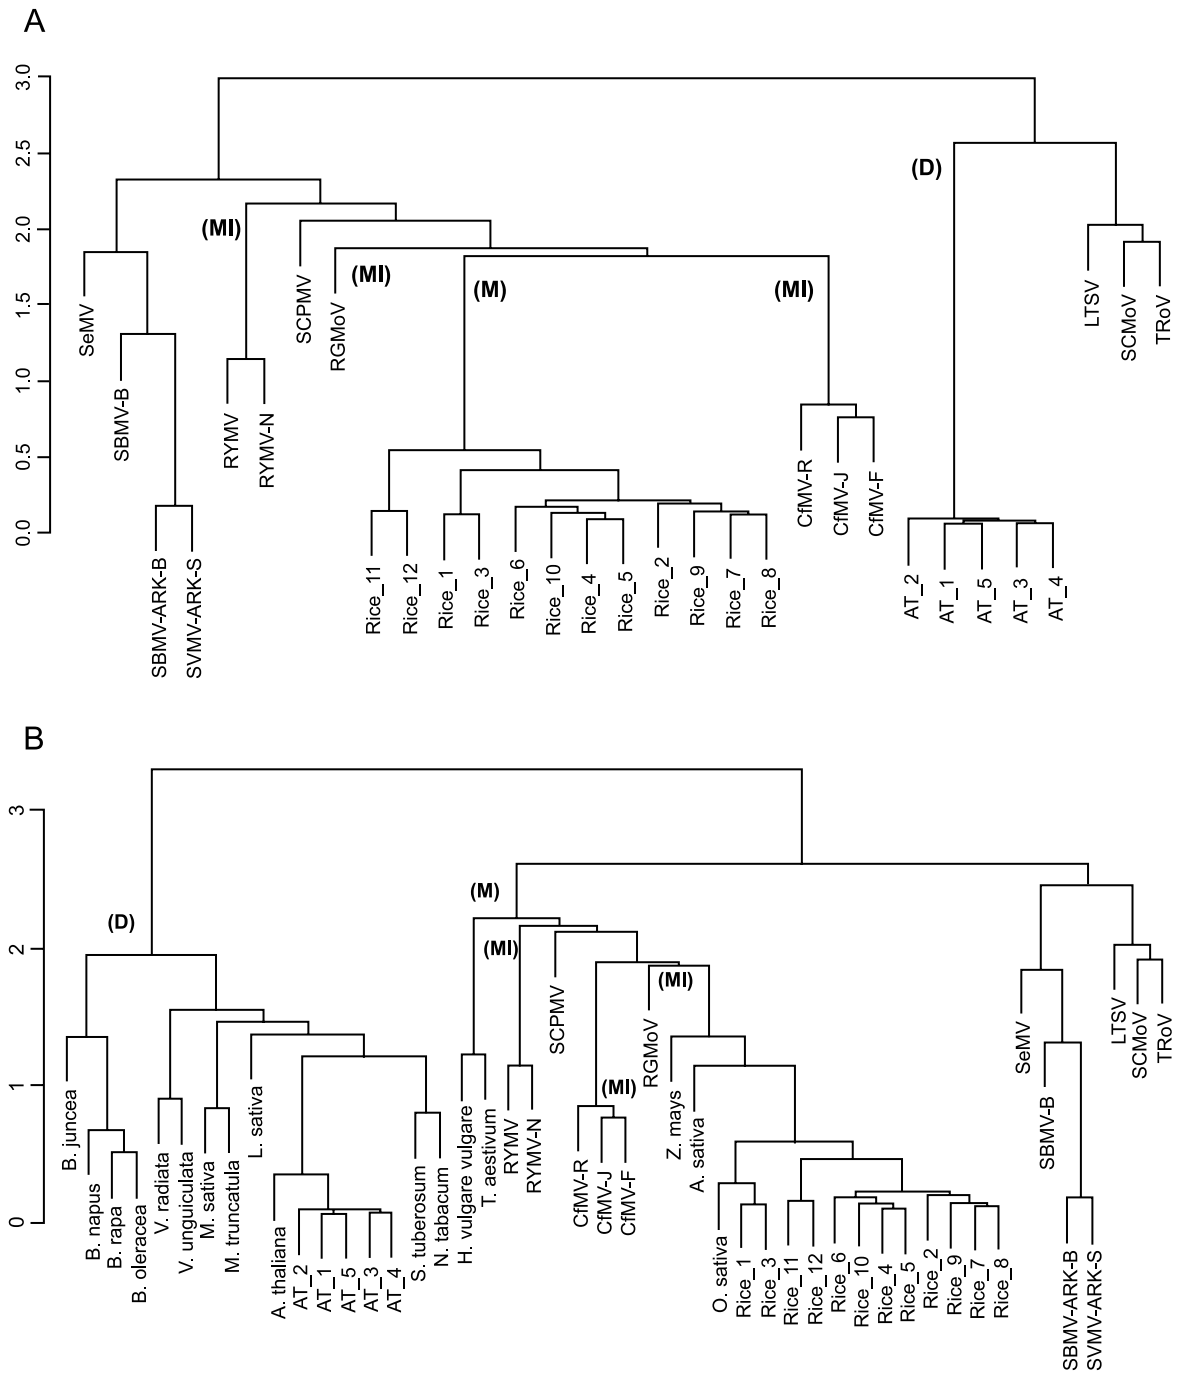 A
3.0
2.5
2.0
1.5
1.0
0.5
0.0
(D)
(MI)
(MI)
(M)
(MI)
SeMV
SBMV-B
SBMV-ARK-B
SVMV-ARK-S
RYMV
RYMV-N
SCPMV
RGMoV
Rice_11
Rice_12
Rice_1
Rice_3
Rice_6
Rice_10
Rice_4
Rice_5
Rice_2
Rice_9
Rice_7
Rice_8
CfMV-R
CfMV-J
CfMV-F
AT_2
AT_1
AT_5
AT_3
AT_4
LTSV
SCMoV
TRoV
B
3
2
1
0
(D)
(M)
(MI)
(MI)
(MI)
B. juncea
B. napus
B. rapa
B. oleracea
V. radiata
V. unguiculata
M. sativa
M. truncatula
L. sativa
A. thaliana
AT_2
AT_1
AT_5
AT_3
AT_4
S. tuberosum
N. tabacum
H. vulgare vulgare
T. aestivum
RYMV
RYMV-N
SCPMV
CfMV-R
CfMV-J
CfMV-F
RGMoV
Z. mays
A. sativa
O. sativa
Rice_1
Rice_3
Rice_11
Rice_12
Rice_6
Rice_10
Rice_4
Rice_5
Rice_2
Rice_9
Rice_7
Rice_8
SeMV
SBMV-B
SBMV-ARK-B
SVMV-ARK-S
LTSV
SCMoV
TRoV